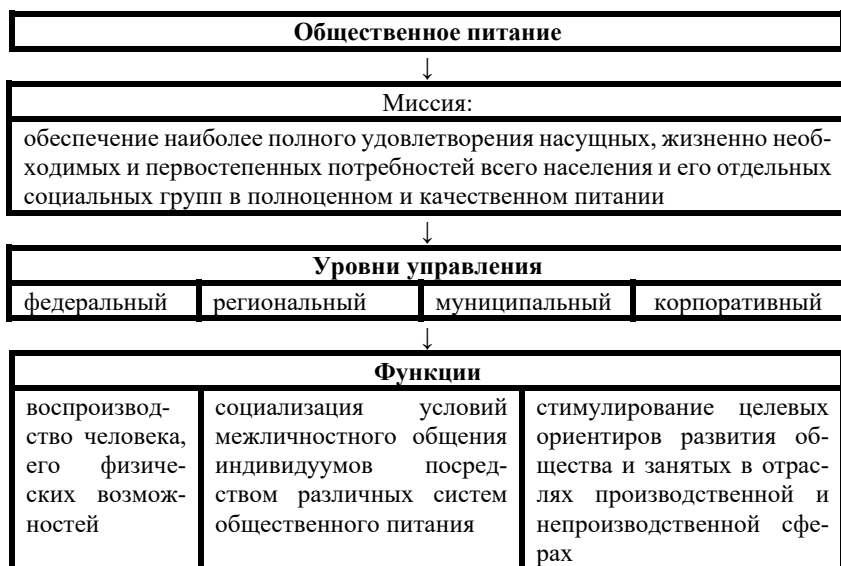 Общественное питание
↓
Миссия:
обеспечение наиболее полного удовлетворения насущных, жизненно необ-
ходимых и первостепенных потребностей всего населения и его отдельных
социальных групп в полноценном и качественном питании
↓
Уровни управления
федеральный региональный муниципальный корпоративный
↓
Функции
воспроизвод-
ство человека,
его физиче-
ских возмож-
ностей
социализация условий
межличностного общения
индивидуумов посред-
ством различных систем
общественного питания
стимулирование целевых
ориентиров развития об-
щества и занятых в отрас-
лях производственной и
непроизводственной сфе-
рах